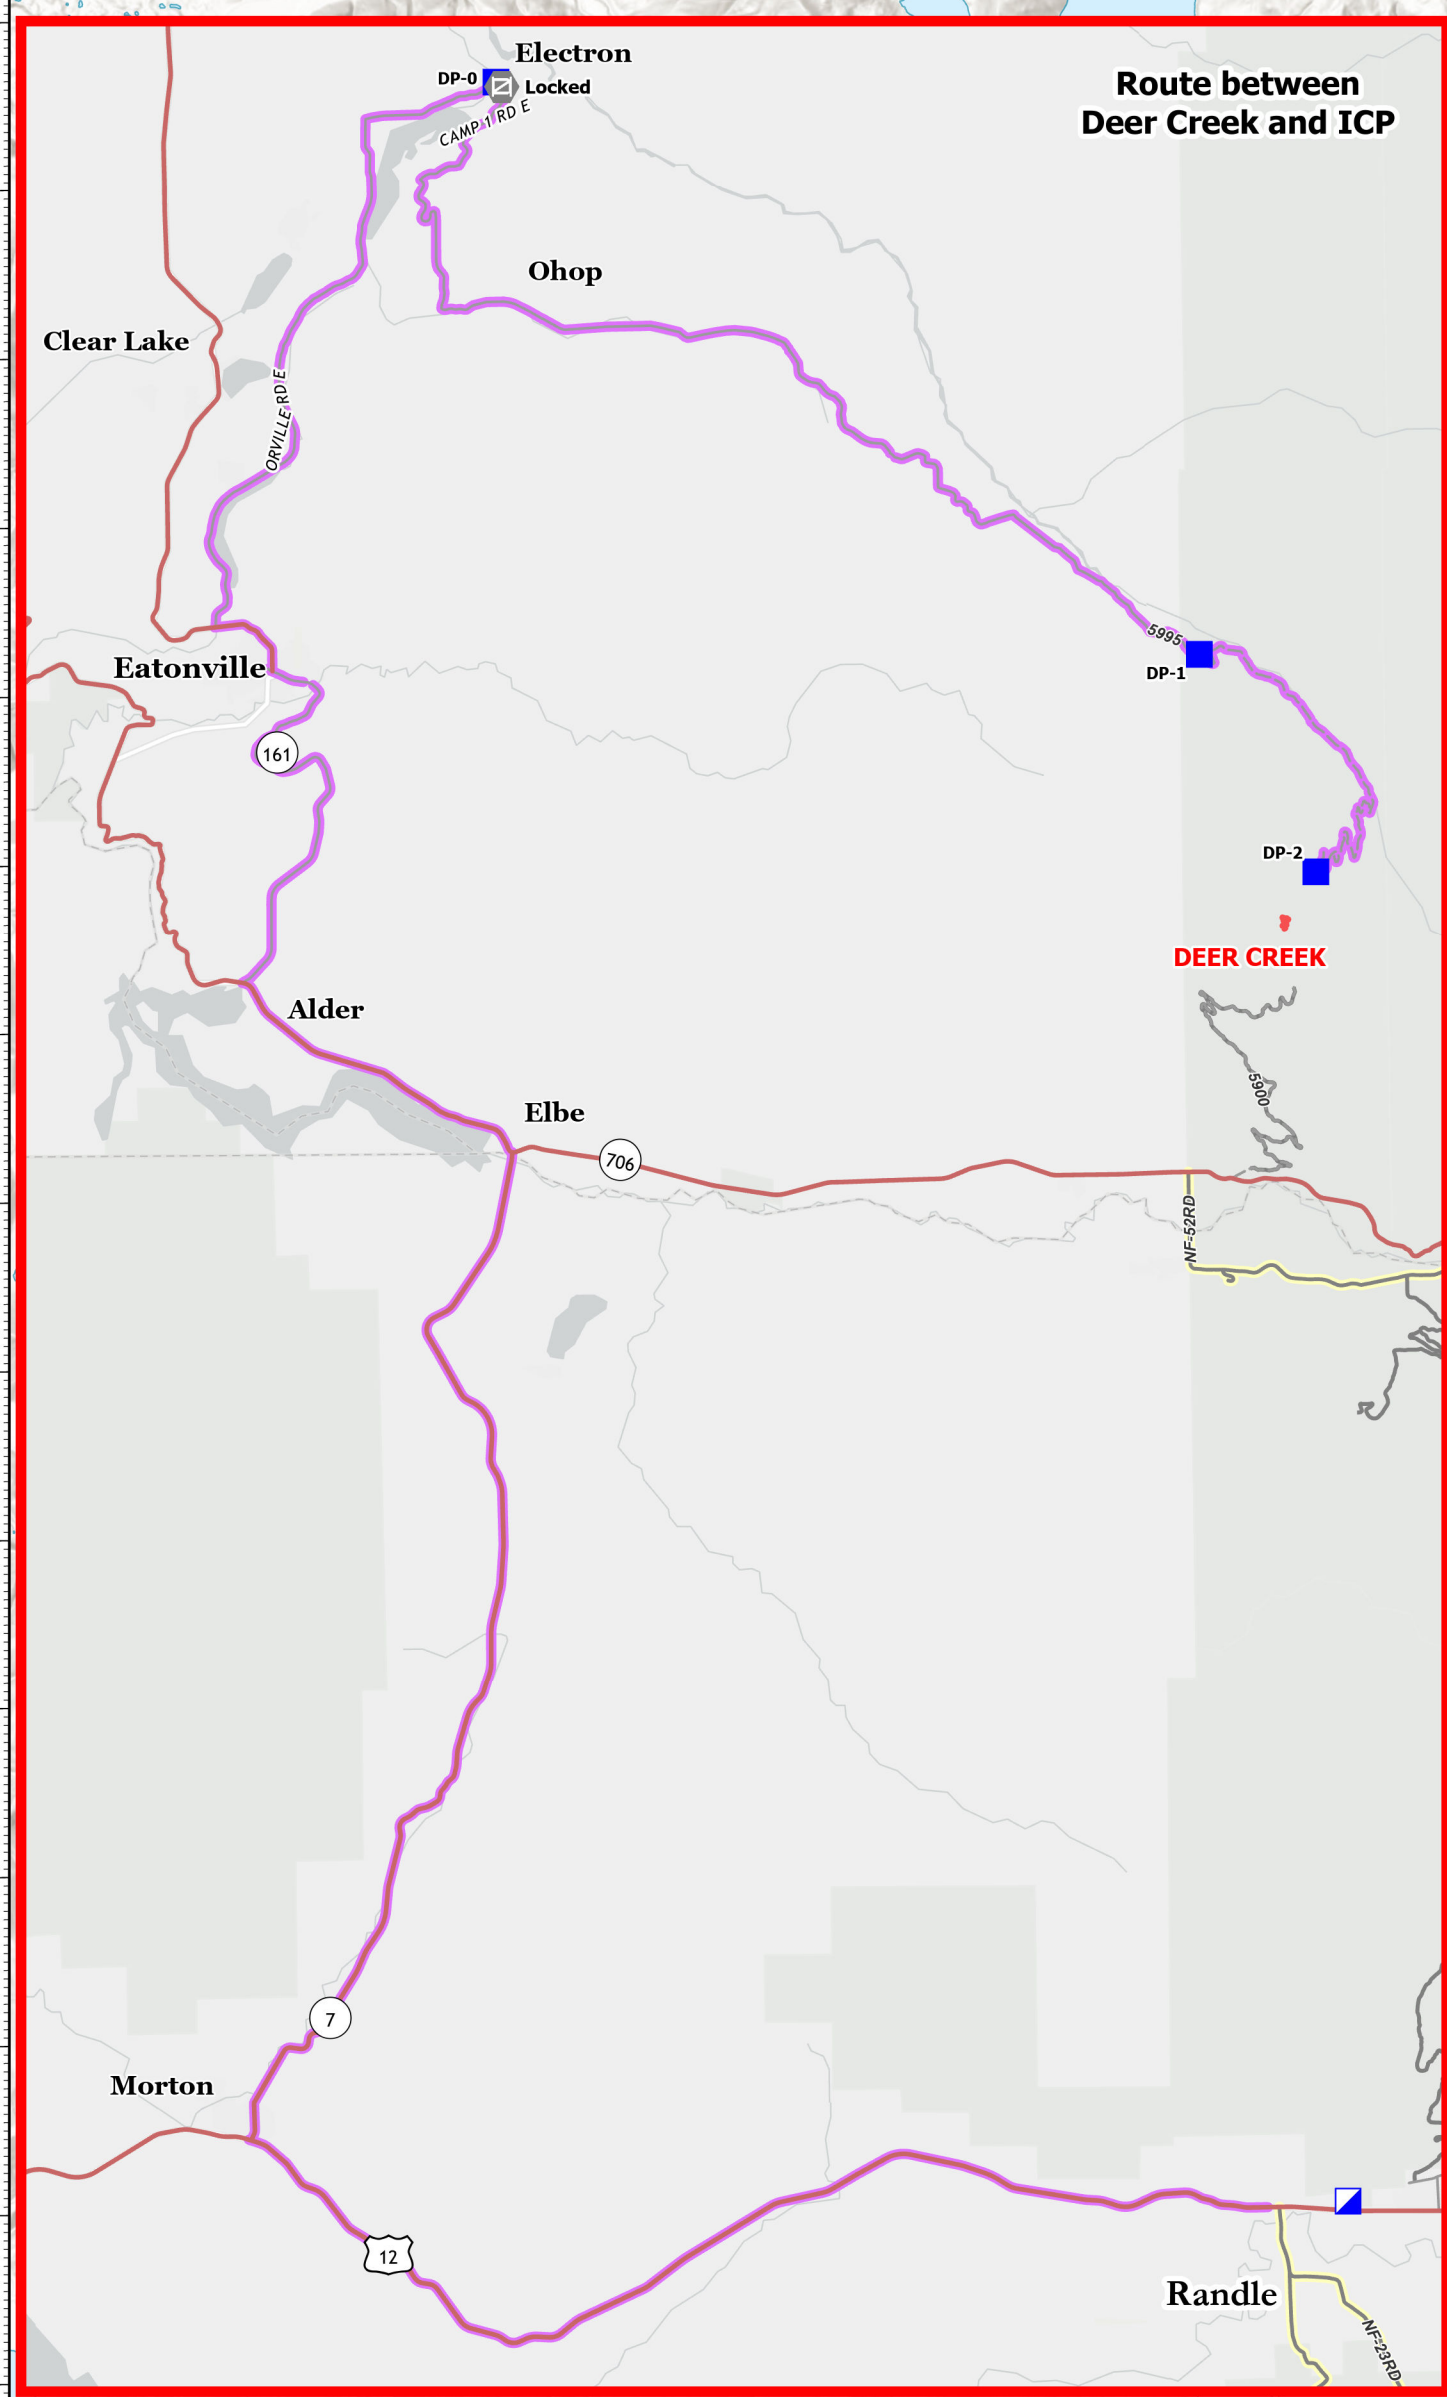 Electron
DP-0
Locked
CAMP 1 RD E
Route between
Deer Creek and ICP
Ohop
Clear Lake
ORVILLE RD E
5995
DP-1
Eatonville
161
DP-2
DEER CREEK
Alder
5900
Elbe
706
NF-52RD
7
Morton
12
Randle
NF-23RD